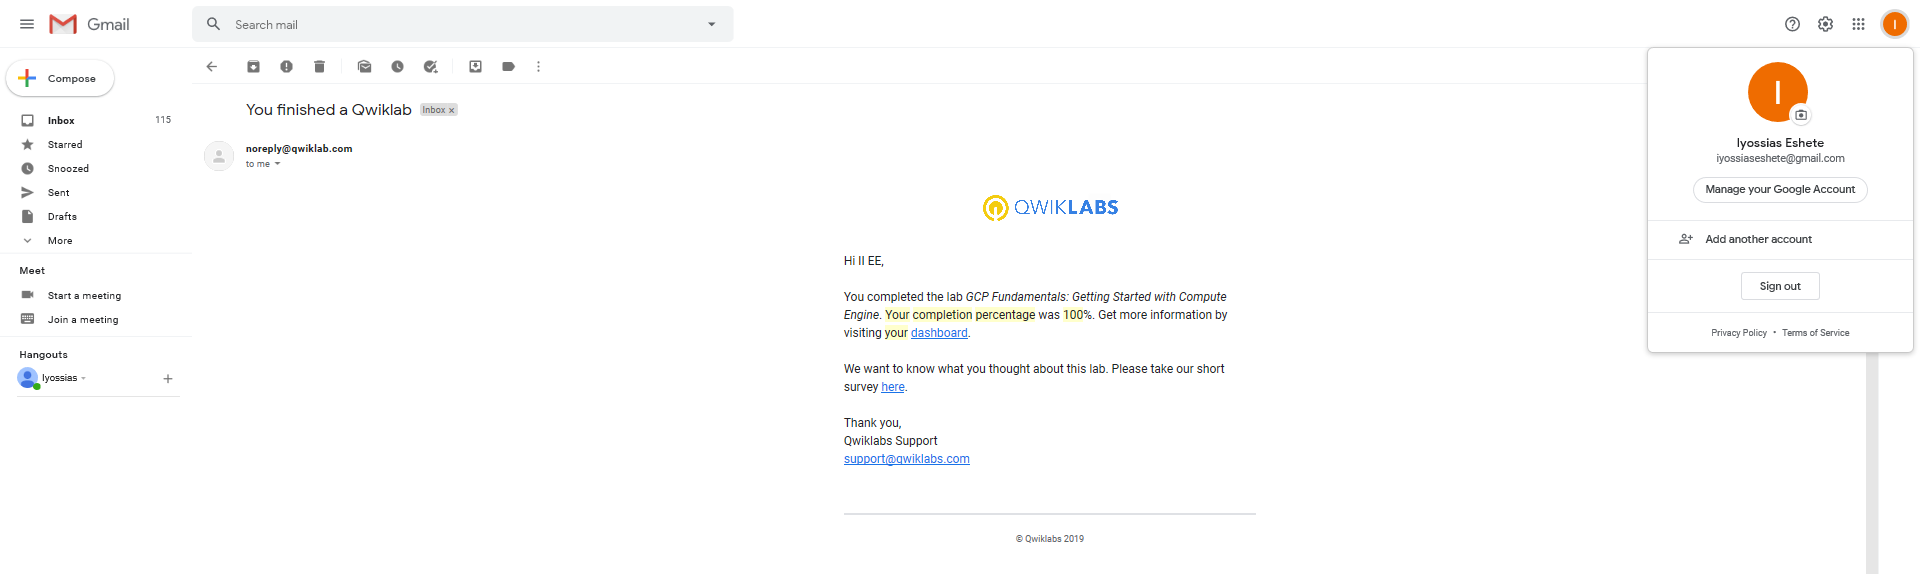 Gmail
Search mail
I
Compose
Inbox 115
Starred
Snoozed
Sent
Drafts
More
Meet
Start a meeting
Join a meeting
Hangouts
Iyossias
You finished a Qwiklab Inbox x
noreply@qwiklab.com
to me
QWIKLABS
Hi II EE,
You completed the lab GCP Fundamentals: Getting Started with Compute
Engine. Your completion percentage was 100%. Get more information by
visiting your dashboard.
We want to know what you thought about this lab. Please take our short
survey here.
Thank you,
Qwiklabs Support
support@qwiklabs.com
© Qwiklabs 2019
I
Iyossias Eshete
iyossiaseshete@gmail.com
Manage your Google Account
Add another account
Sign out
Privacy Policy • Terms of Service